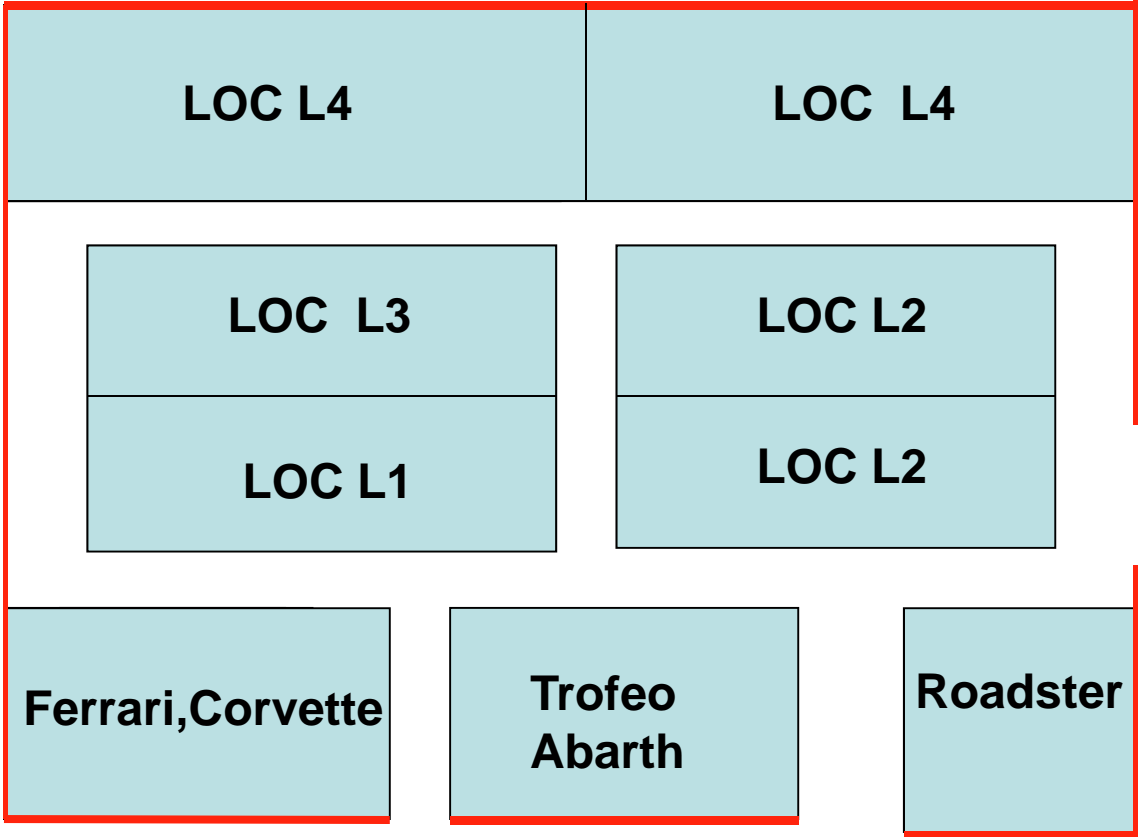 LOC L4
LOC L4
LOC L3
LOC L2
LOC L1
LOC L2
Ferrari,Corvette
Trofeo
Abarth
Roadster